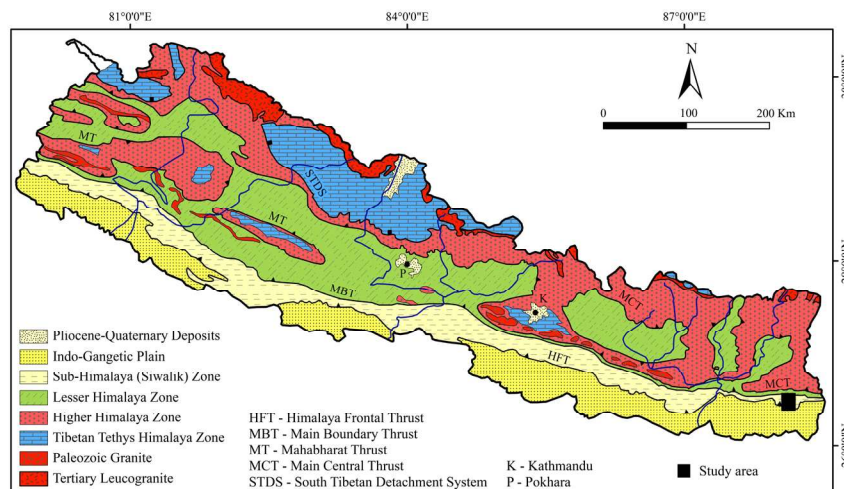 81°0'0"E 84°0'0"E 87°0'0"E
N
0 100 200 Km
MT
STDS
MT
P
MBT
K
MCT
HFT
MCT
Pliocene-Quaternary Deposits
Indo-Gangetic Plain
Sub-Himalaya (Siwalik) Zone
Lesser Himalaya Zone
Higher Himalaya Zone
Tibetan Tethys Himalaya Zone
Paleozoic Granite
Tertiary Leucogranite
HFT - Himalaya Frontal Thrust
MBT - Main Boundary Thrust
MT - Mahabharat Thrust
MCT - Main Central Thrust
STDS - South Tibetan Detachment System
K - Kathmandu
P - Pokhara
Study area